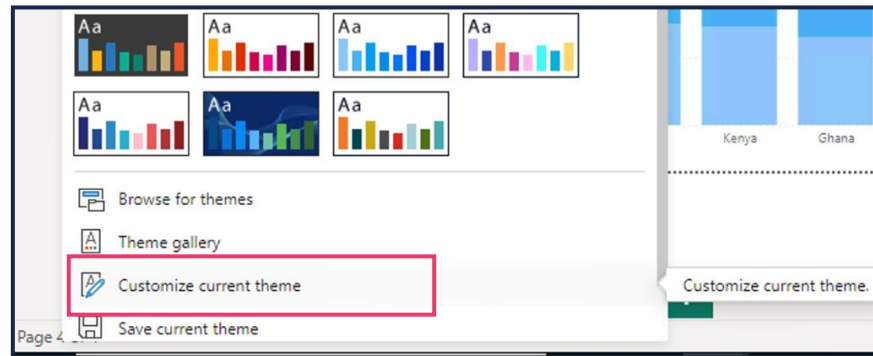 Aa Aa Aa Aa
Aa Aa Aa
Kenya Ghana
Browse for themes
Theme gallery
Customize current theme
Customize current theme.
Save current theme
Page 4